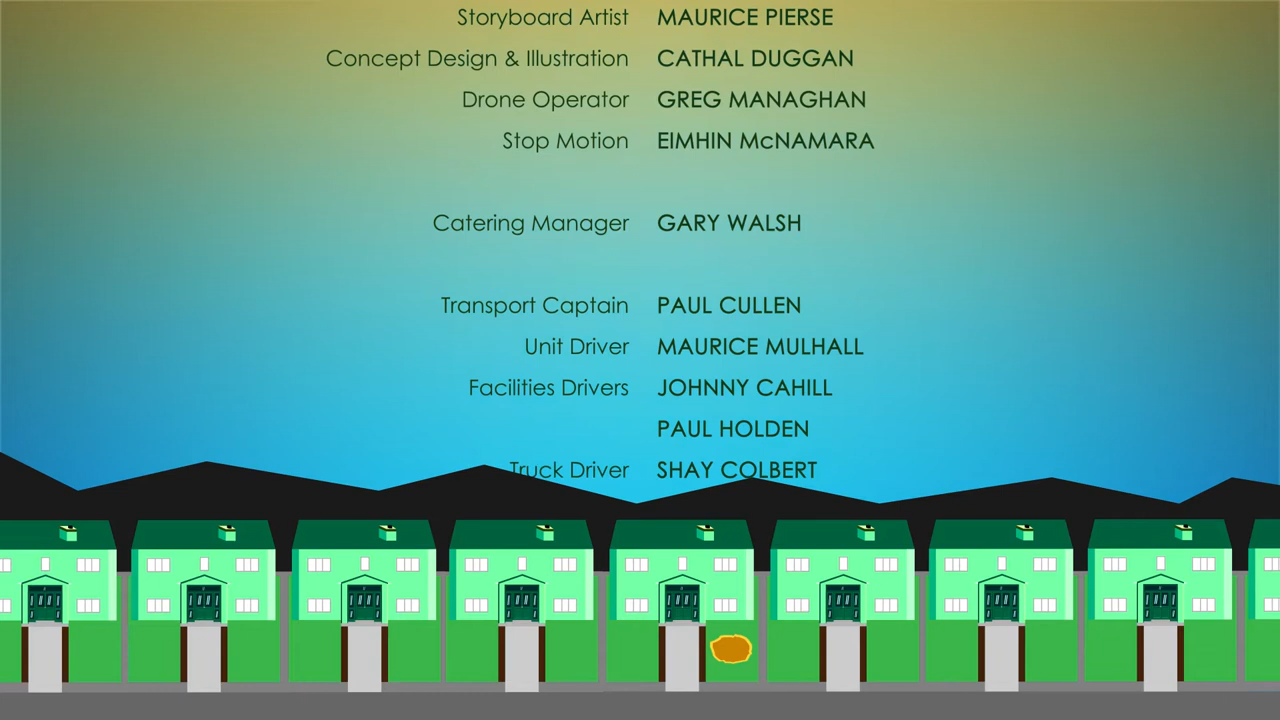 Storyboard Artist MAURICE PIERSE
Concept Design & Illustration CATHAL DUGGAN
Drone Operator GREG MANAGHAN
Stop Motion EIMHIN McNAMARA
Catering Manager GARY WALSH
Transport Captain PAUL CULLEN
Unit Driver MAURICE MULHALL
Facilities Drivers JOHNNY CAHILL
PAUL HOLDEN
Truck Driver SHAY COLBERT